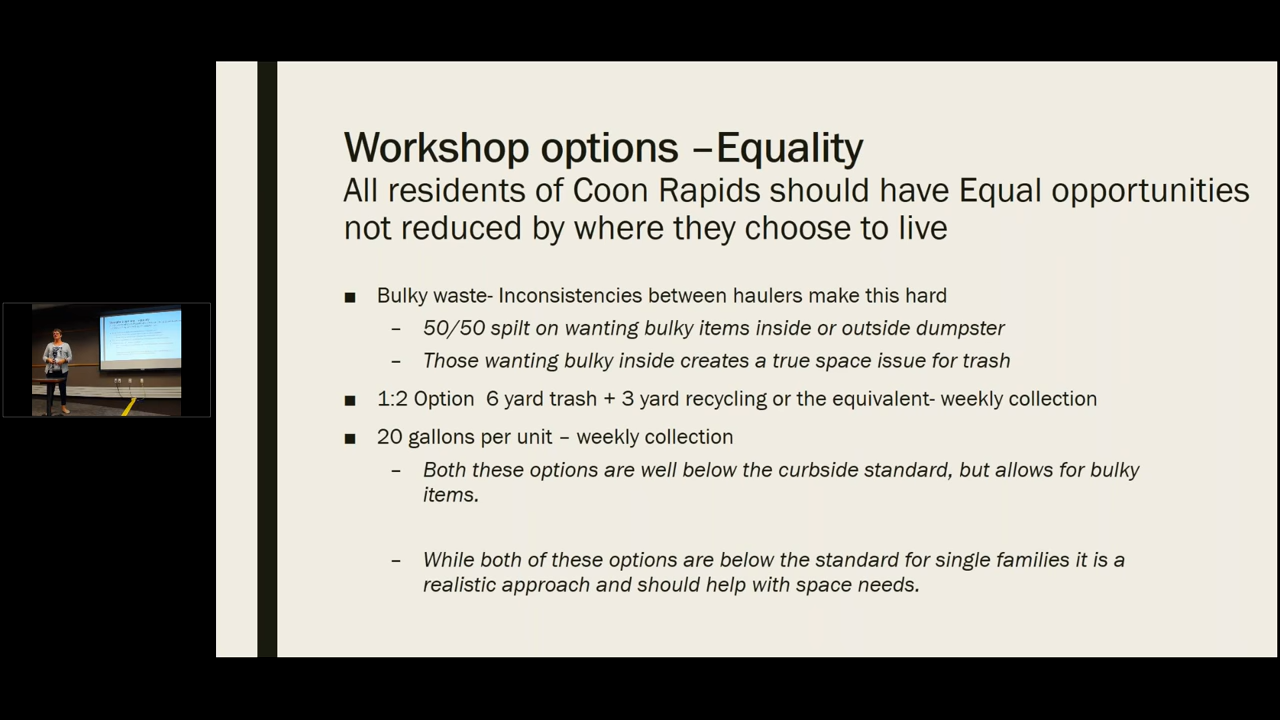 Workshop options –Equality
All residents of Coon Rapids should have Equal opportunities
not reduced by where they choose to live
■ Bulky waste- Inconsistencies between haulers make this hard
– 50/50 spilt on wanting bulky items inside or outside dumpster
– Those wanting bulky inside creates a true space issue for trash
■ 1:2 Option 6 yard trash + 3 yard recycling or the equivalent- weekly collection
■ 20 gallons per unit – weekly collection
– Both these options are well below the curbside standard, but allows for bulky
items.
– While both of these options are below the standard for single families it is a
realistic approach and should help with space needs.